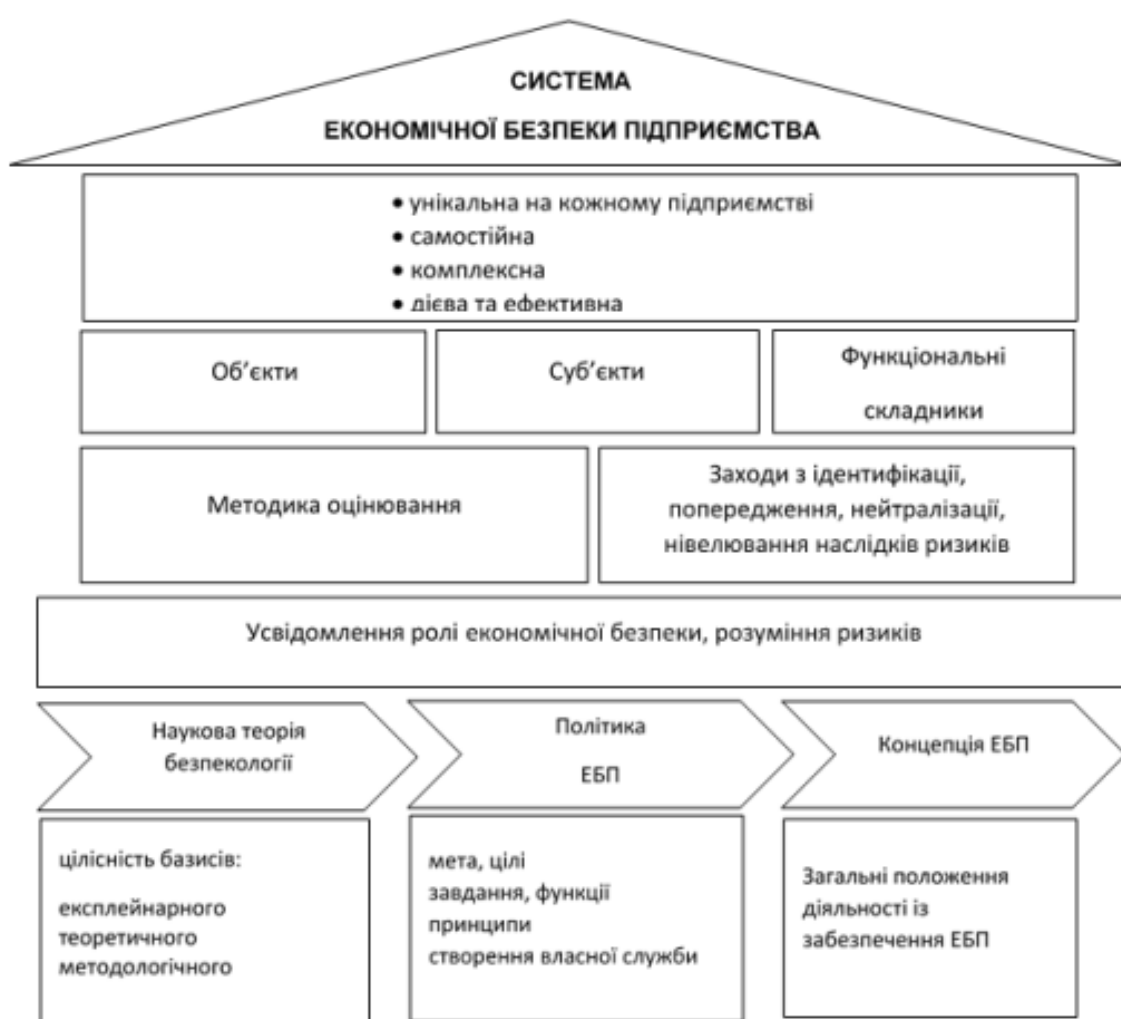 СИСТЕМА
ЕКОНОМІЧНОЇ БЕЗПЕКИ ПІДПРИЄМСТВА
• унікальна на кожному підприємстві
• самостійна
• комплексна
• дієва та ефективна
Об’єкти
Суб’єкти
Функціональні
складники
Методика оцінювання
Заходи з ідентифікації,
попередження, нейтралізації,
нівелювання наслідків ризиків
Усвідомлення ролі економічної безпеки, розуміння ризиків
Наукова теорія
безпекології
Політика
ЕБП
Концепція ЕБП
цілісність базисів:
експлейнарного
теоретичного
методологічного
мета, цілі
завдання, функції
принципи
створення власної служби
Загальні положення
діяльності із
забезпечення ЕБП